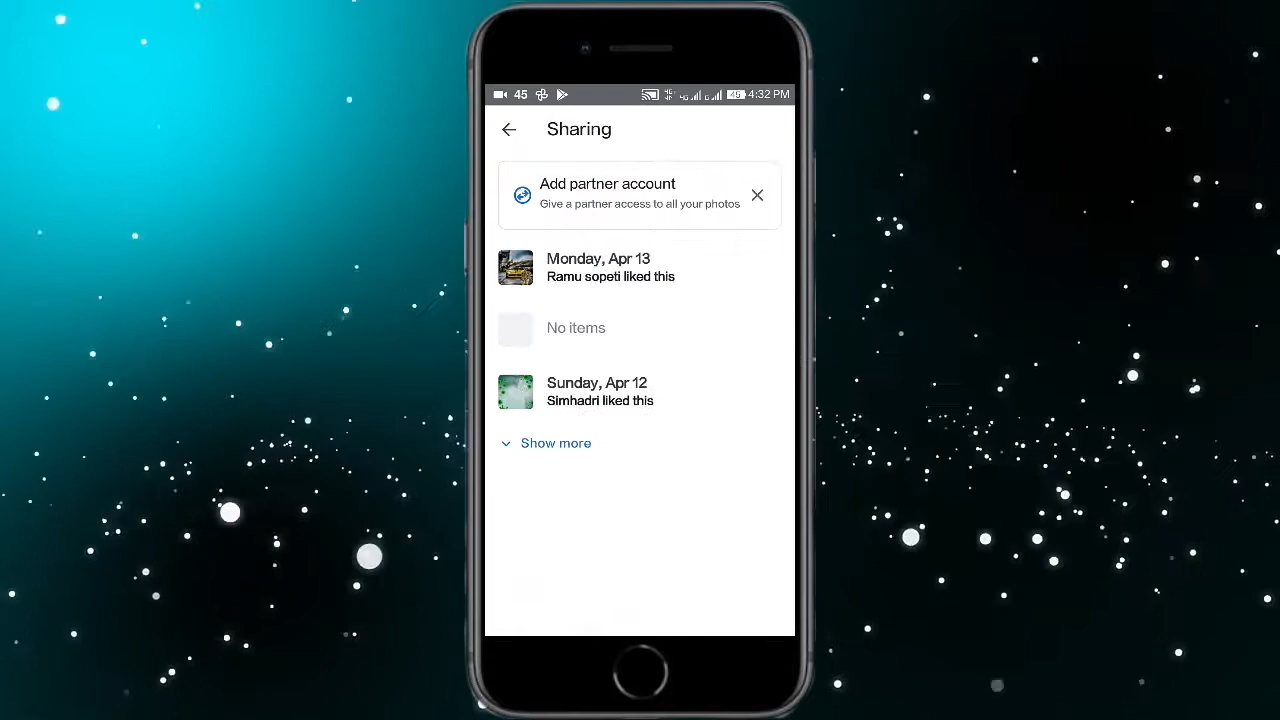 45 45 4:32 PM
Sharing
Add partner account
Give a partner access to all your photos
Monday, Apr 13
Ramu sopeti liked this
No items
Sunday, Apr 12
Simhadri liked this
Show more